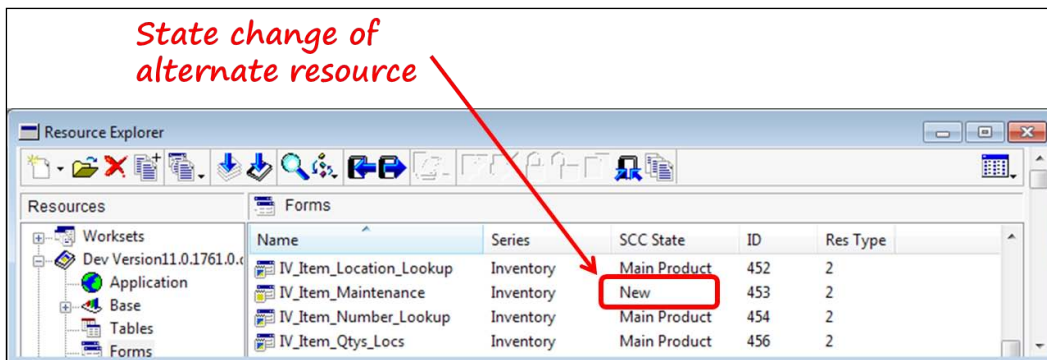 State change of
alternate resource
Resource Explorer
Resources
Forms
Worksets
Dev Version11.0.1761.0.
Application
Base
Tables
Forms
Name Series SCC State ID Res Type
IV_Item_Location_Lookup Inventory Main Product 452 2
IV_Item_Maintenance Inventory New 453 2
IV_Item_Number_Lookup Inventory Main Product 454 2
IV_Item_Qtys_Locs Inventory Main Product 456 2